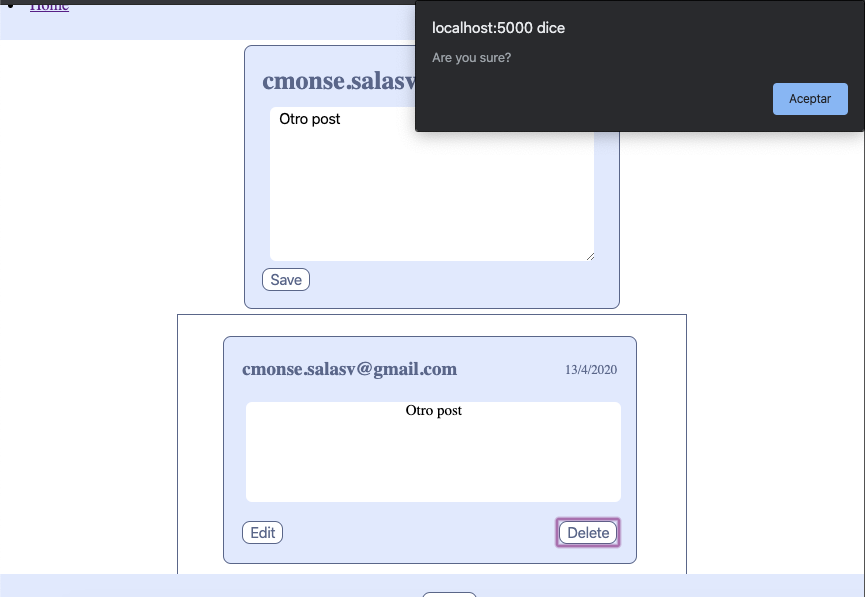 Home
localhost:5000 dice
Are you sure?
Aceptar
cmonse.salasv
Otro post
Save
cmonse.salasv@gmail.com
13/4/2020
Otro post
Edit
Delete